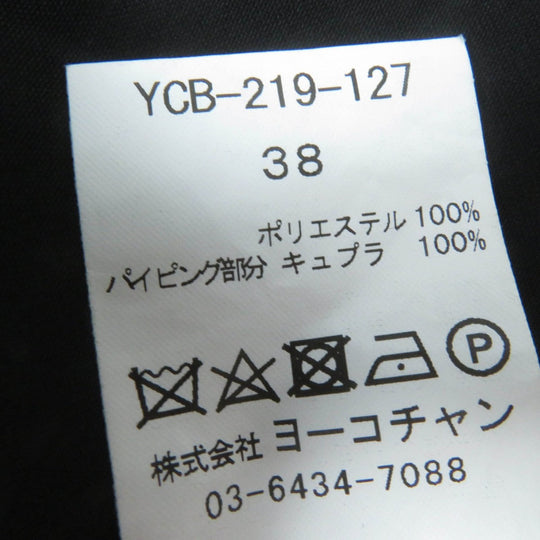 YCB-219-127
38
ポリエステル 100%
パイピング部分 キュプラ 100%
P
株式会社 ヨーコチャン
03-6434-7088